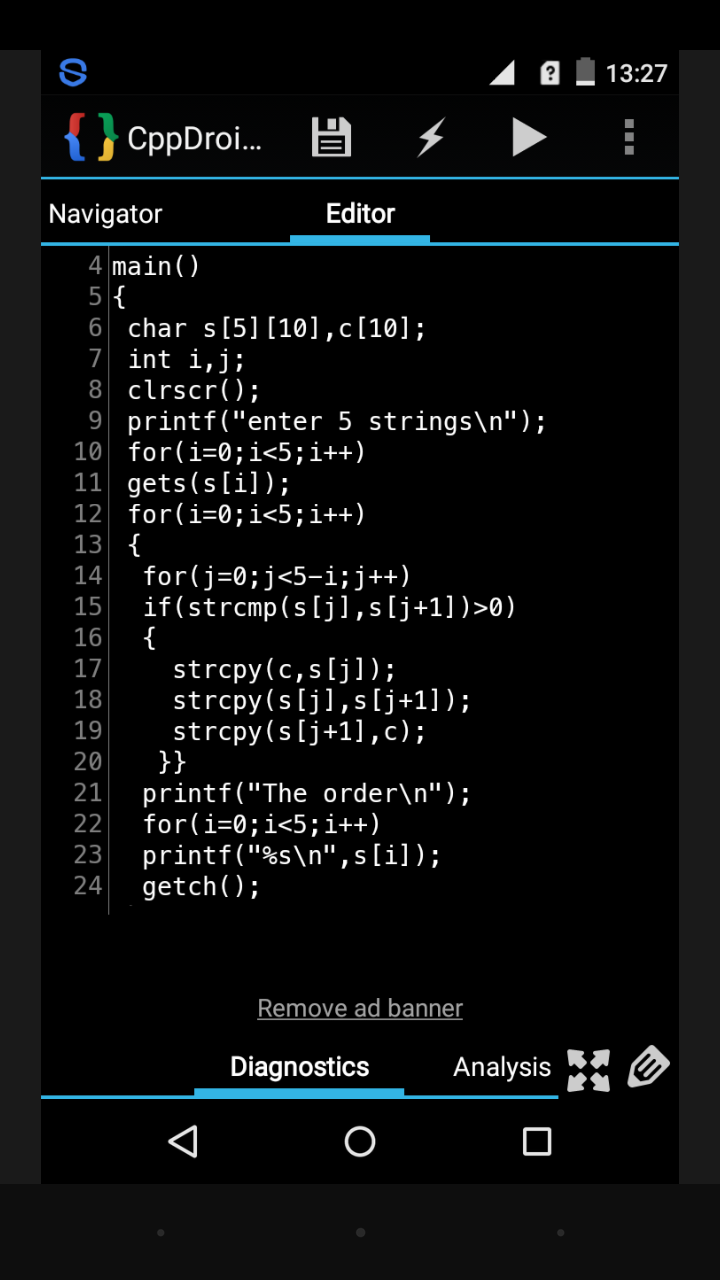 13:27
CppDroi...
Navigator Editor
4 main()
5 {
6 char s[5][10],c[10];
7 int i,j;
8 clrscr();
9 printf("enter 5 strings\n");
10 for(i=0;i<5;i++)
11 gets(s[i]);
12 for(i=0;i<5;i++)
13 {
14 for(j=0;j<5-i;j++)
15 if(strcmp(s[j],s[j+1])>0)
16 {
17 strcpy(c,s[j]);
18 strcpy(s[j],s[j+1]);
19 strcpy(s[j+1],c);
20 }}
21 printf("The order\n");
22 for(i=0;i<5;i++)
23 printf("%s\n",s[i]);
24 getch();
Remove ad banner
Diagnostics Analysis